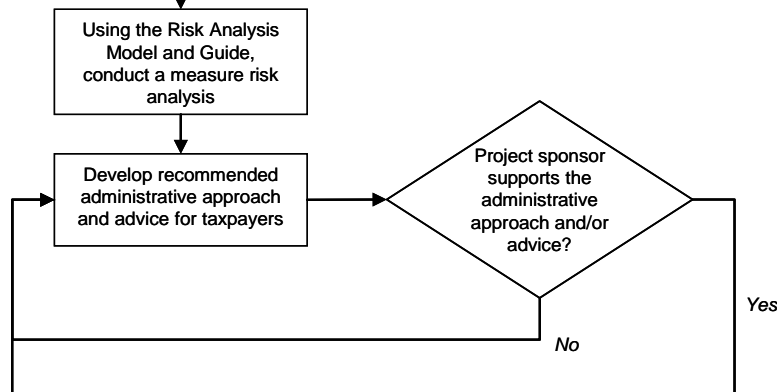 Using the Risk Analysis
Model and Guide,
conduct a measure risk
analysis
Develop recommended
administrative approach
and advice for taxpayers
Project sponsor
supports the
administrative
approach and/or
advice?
Yes
No